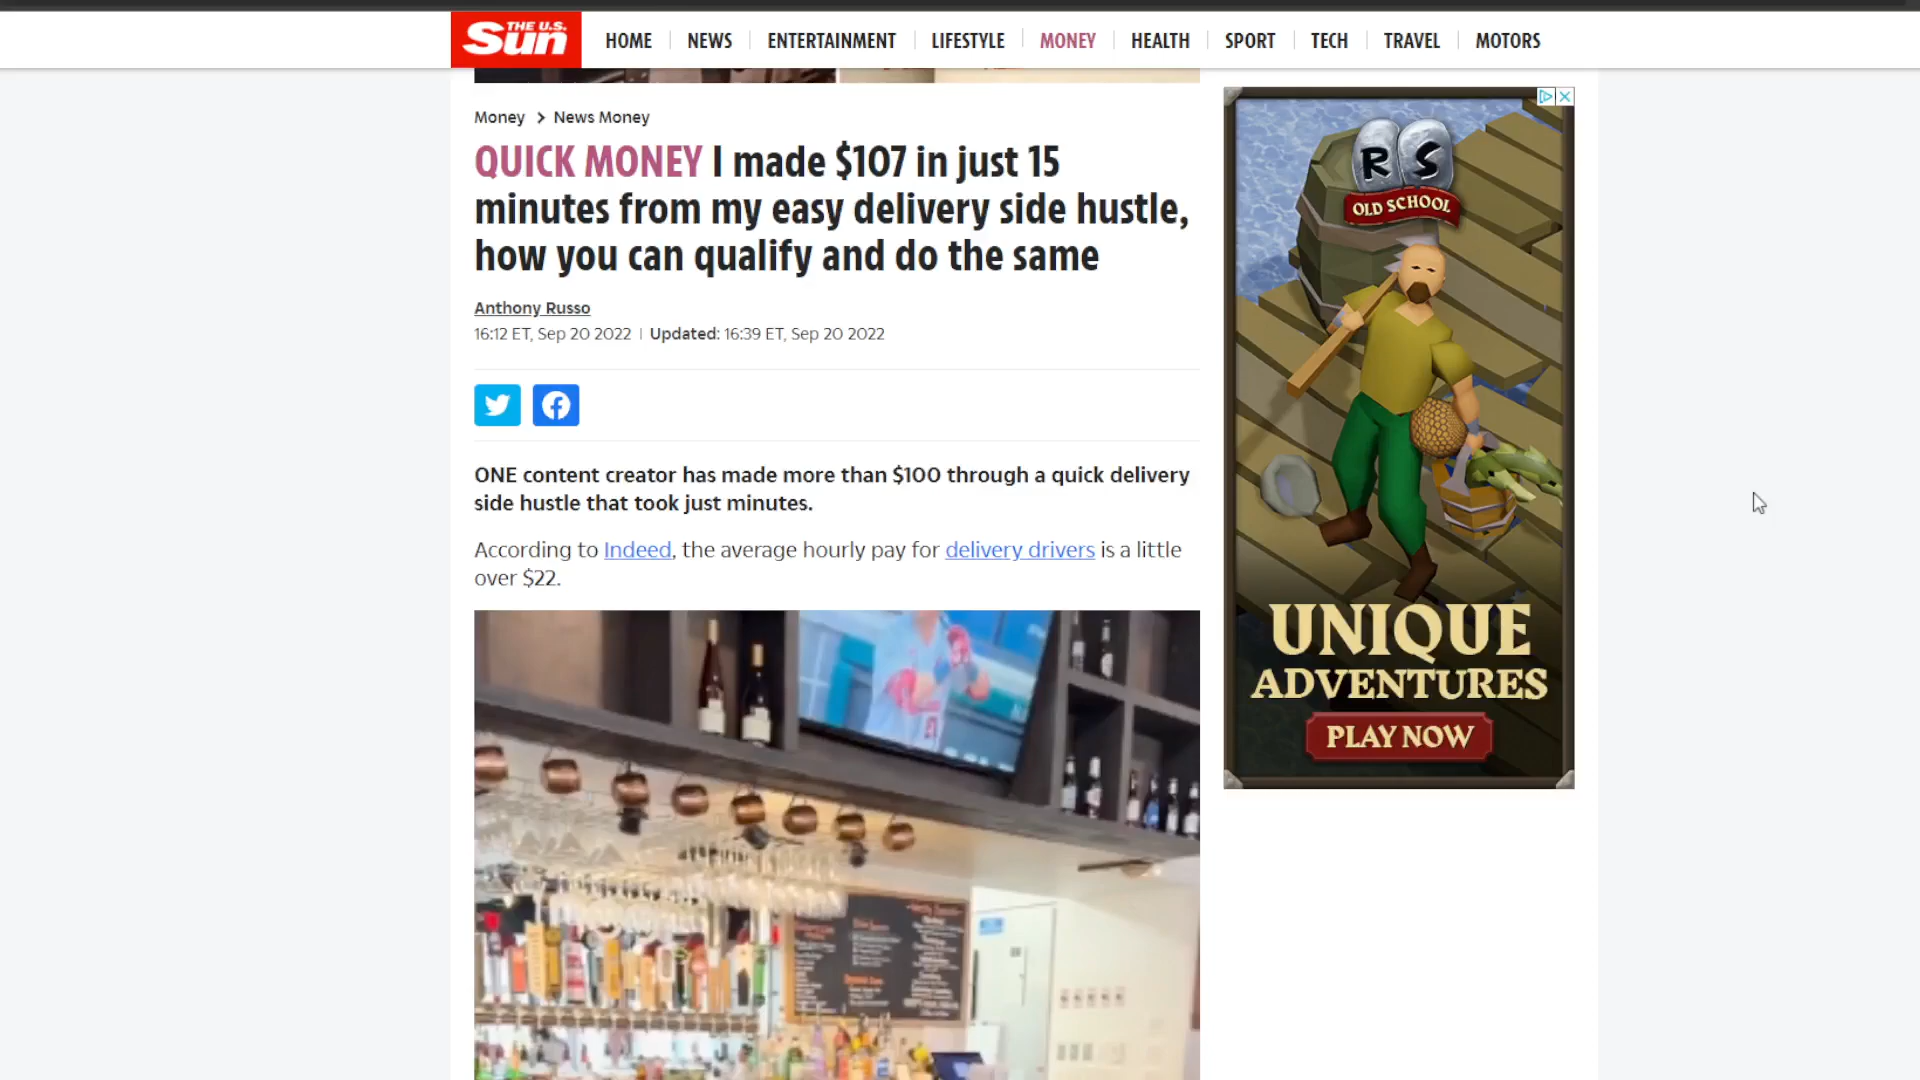 THE U.S.
Sun
HOME
NEWS
ENTERTAINMENT
LIFESTYLE
MONEY
HEALTH
SPORT
TECH
TRAVEL
MOTORS
Money > News Money
QUICK MONEY I made $107 in just 15
minutes from my easy delivery side hustle,
how you can qualify and do the same
Anthony Russo
16:12 ET, Sep 20 2022 | Updated: 16:39 ET, Sep 20 2022
ONE content creator has made more than $100 through a quick delivery
side hustle that took just minutes.
According to Indeed, the average hourly pay for delivery drivers is a little
over $22.
RS
OLD SCHOOL
UNIQUE
ADVENTURES
PLAY NOW